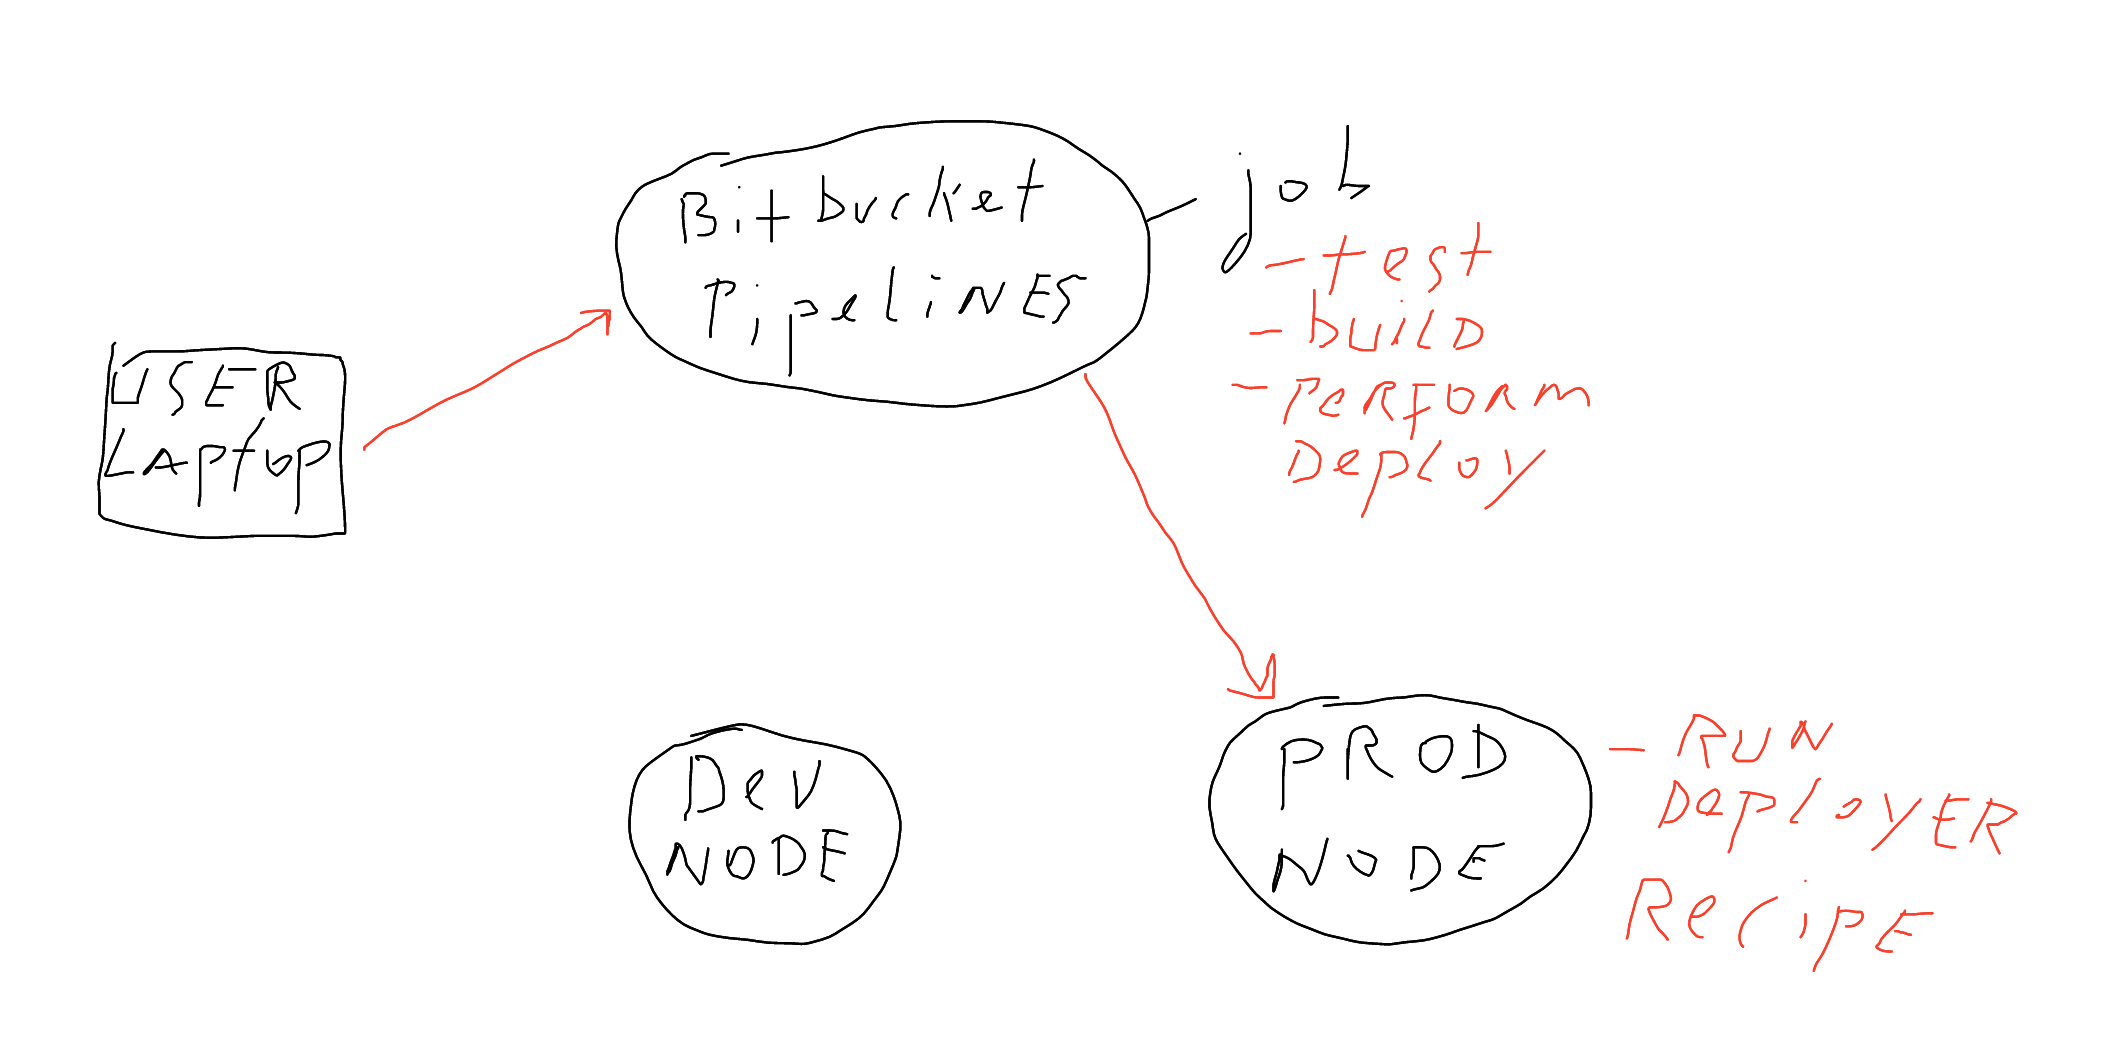 Bitbucket
PipeliNES
job
- test
- buiLD
- PeRFORM
Deploy
USER
LAptop
Dev
NODE
PROD
NODE
- RUN
DeployER
RecipE